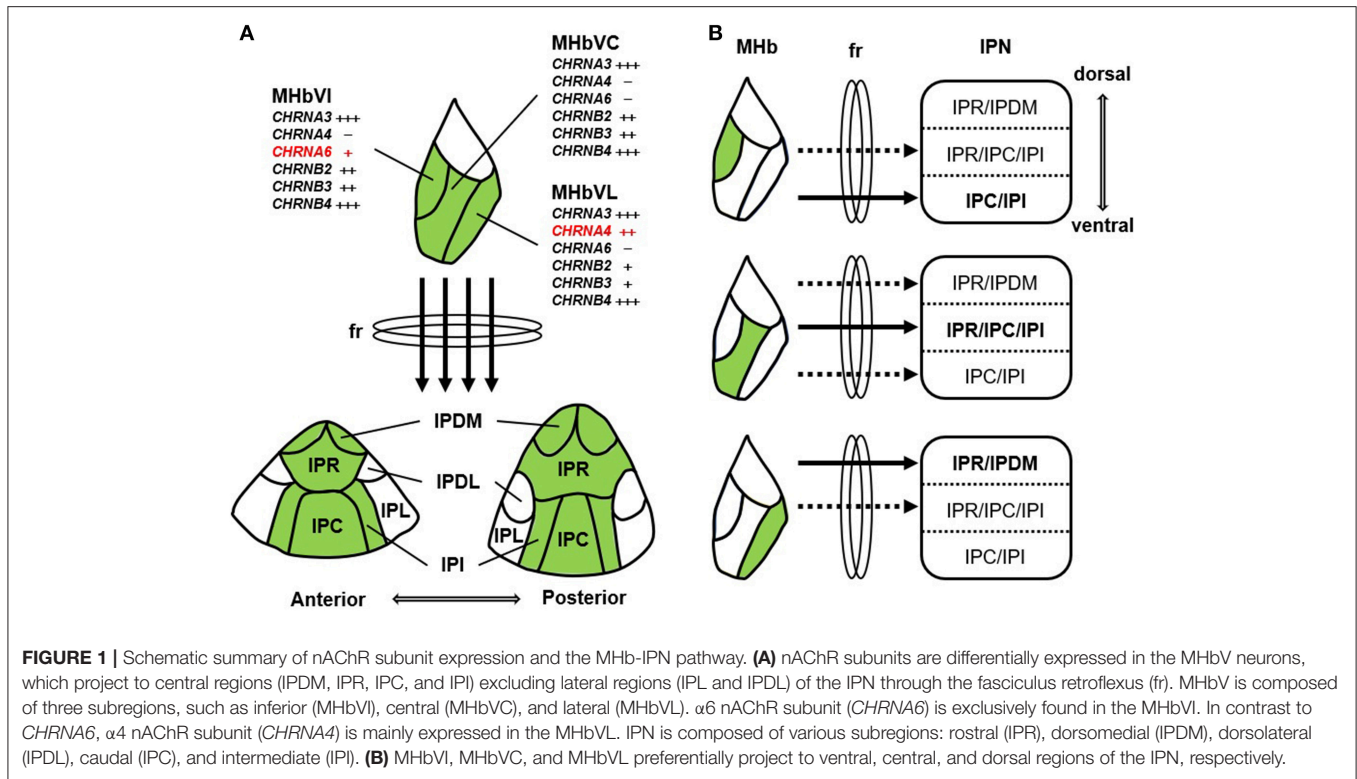 A
MHbVI
CHRNA3 +++
CHRNA4 –
CHRNA6 +
CHRNB2 ++
CHRNB3 ++
CHRNB4 +++
MHbVC
CHRNA3 +++
CHRNA4 –
CHRNA6 –
CHRNB2 ++
CHRNB3 ++
CHRNB4 +++
MHbVL
CHRNA3 +++
CHRNA4 ++
CHRNA6 –
CHRNB2 +
CHRNB3 +
CHRNB4 +++
fr
IPDM
IPR
IPR
IPDL
IPL
IPC
IPL
IPC
IPI
Anterior
Posterior
B
MHb
fr
IPN
dorsal
IPR/IPDM
IPR/IPC/IPI
IPC/IPI
ventral
IPR/IPDM
IPR/IPC/IPI
IPC/IPI
IPR/IPDM
IPR/IPC/IPI
IPC/IPI
FIGURE 1 | Schematic summary of nAChR subunit expression and the MHb-IPN pathway. (A) nAChR subunits are differentially expressed in the MHbV neurons,
which project to central regions (IPDM, IPR, IPC, and IPI) excluding lateral regions (IPL and IPDL) of the IPN through the fasciculus retroflexus (fr). MHbV is composed
of three subregions, such as inferior (MHbVI), central (MHbVC), and lateral (MHbVL). α6 nAChR subunit (CHRNA6) is exclusively found in the MHbVI. In contrast to
CHRNA6, α4 nAChR subunit (CHRNA4) is mainly expressed in the MHbVL. IPN is composed of various subregions: rostral (IPR), dorsomedial (IPDM), dorsolateral
(IPDL), caudal (IPC), and intermediate (IPI). (B) MHbVI, MHbVC, and MHbVL preferentially project to ventral, central, and dorsal regions of the IPN, respectively.